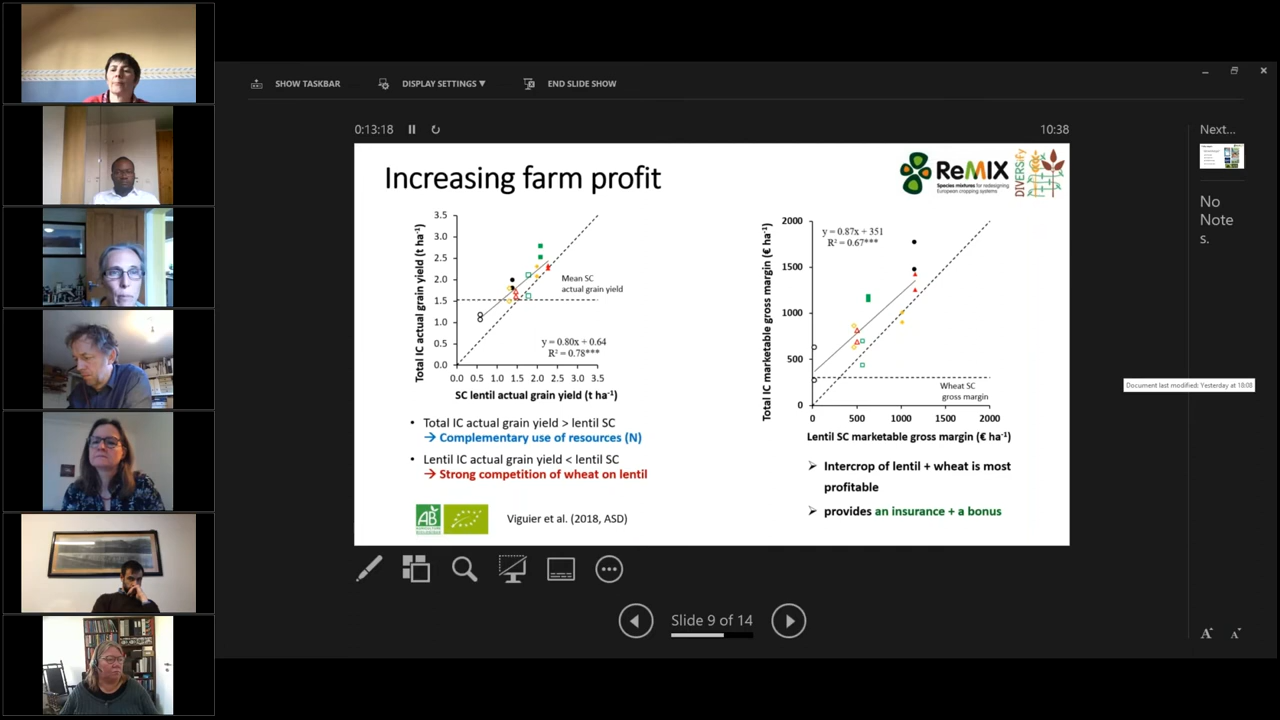 SHOW TASKBAR
DISPLAY SETTINGS ▼
END SLIDE SHOW
0:13:18
10:38
Next...
No
Note
s.
Increasing farm profit
ReMIX
Species mixtures for redesigning
European cropping systems
DIVERSify
Total IC actual grain yield (t ha⁻¹)
3.5
3.0
2.5
2.0
1.5
1.0
0.5
0.0
Mean SC
actual grain yield
y = 0.80x + 0.64
R² = 0.78***
0.0 0.5 1.0 1.5 2.0 2.5 3.0 3.5
SC lentil actual grain yield (t ha⁻¹)
Total IC marketable gross margin (€ ha⁻¹)
2000
1500
1000
500
0
y = 0.87x + 351
R² = 0.67***
Wheat SC
gross margin
0 500 1000 1500 2000
Lentil SC marketable gross margin (€ ha⁻¹)
• Total IC actual grain yield > lentil SC
→ Complementary use of resources (N)
• Lentil IC actual grain yield < lentil SC
→ Strong competition of wheat on lentil
➢ Intercrop of lentil + wheat is most
profitable
➢ provides an insurance + a bonus
AB
Viguier et al. (2018, ASD)
Document last modified: Yesterday at 18:08
Slide 9 of 14
A
A